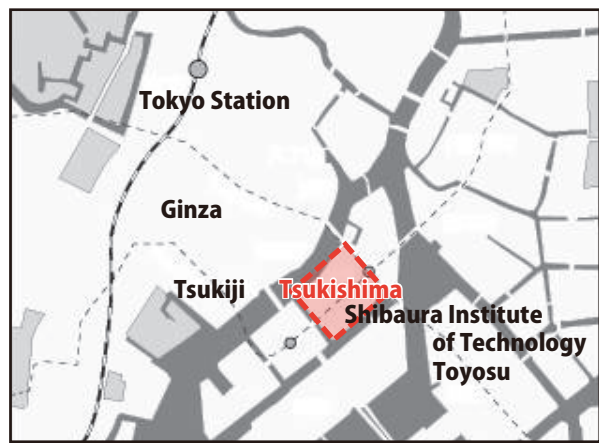 Tokyo Station
Ginza
Tsukiji
Tsukishima
Shibaura Institute
of Technology
Toyosu